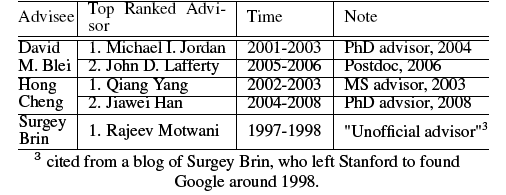 Advisee Top Ranked Advi-
sor Time Note
David 1. Michael I. Jordan 2001-2003 PhD advisor, 2004
M. Blei 2. John D. Lafferty 2005-2006 Postdoc, 2006
Hong 1. Qiang Yang 2002-2003 MS advisor, 2003
Cheng 2. Jiawei Han 2004-2008 PhD advsior, 2008
Surgey
Brin 1. Rajeev Motwani 1997-1998 "Unofficial advisor"3
3 cited from a blog of Surgey Brin, who left Stanford to found
Google around 1998.